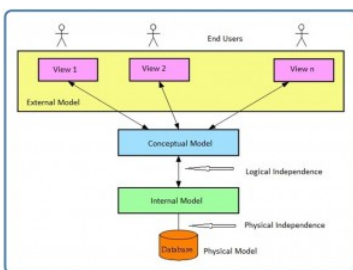 End Users
View 1
View 2
View n
External Model
Conceptual Model
Logical Independence
Internal Model
Physical Independence
Database
Physical Model